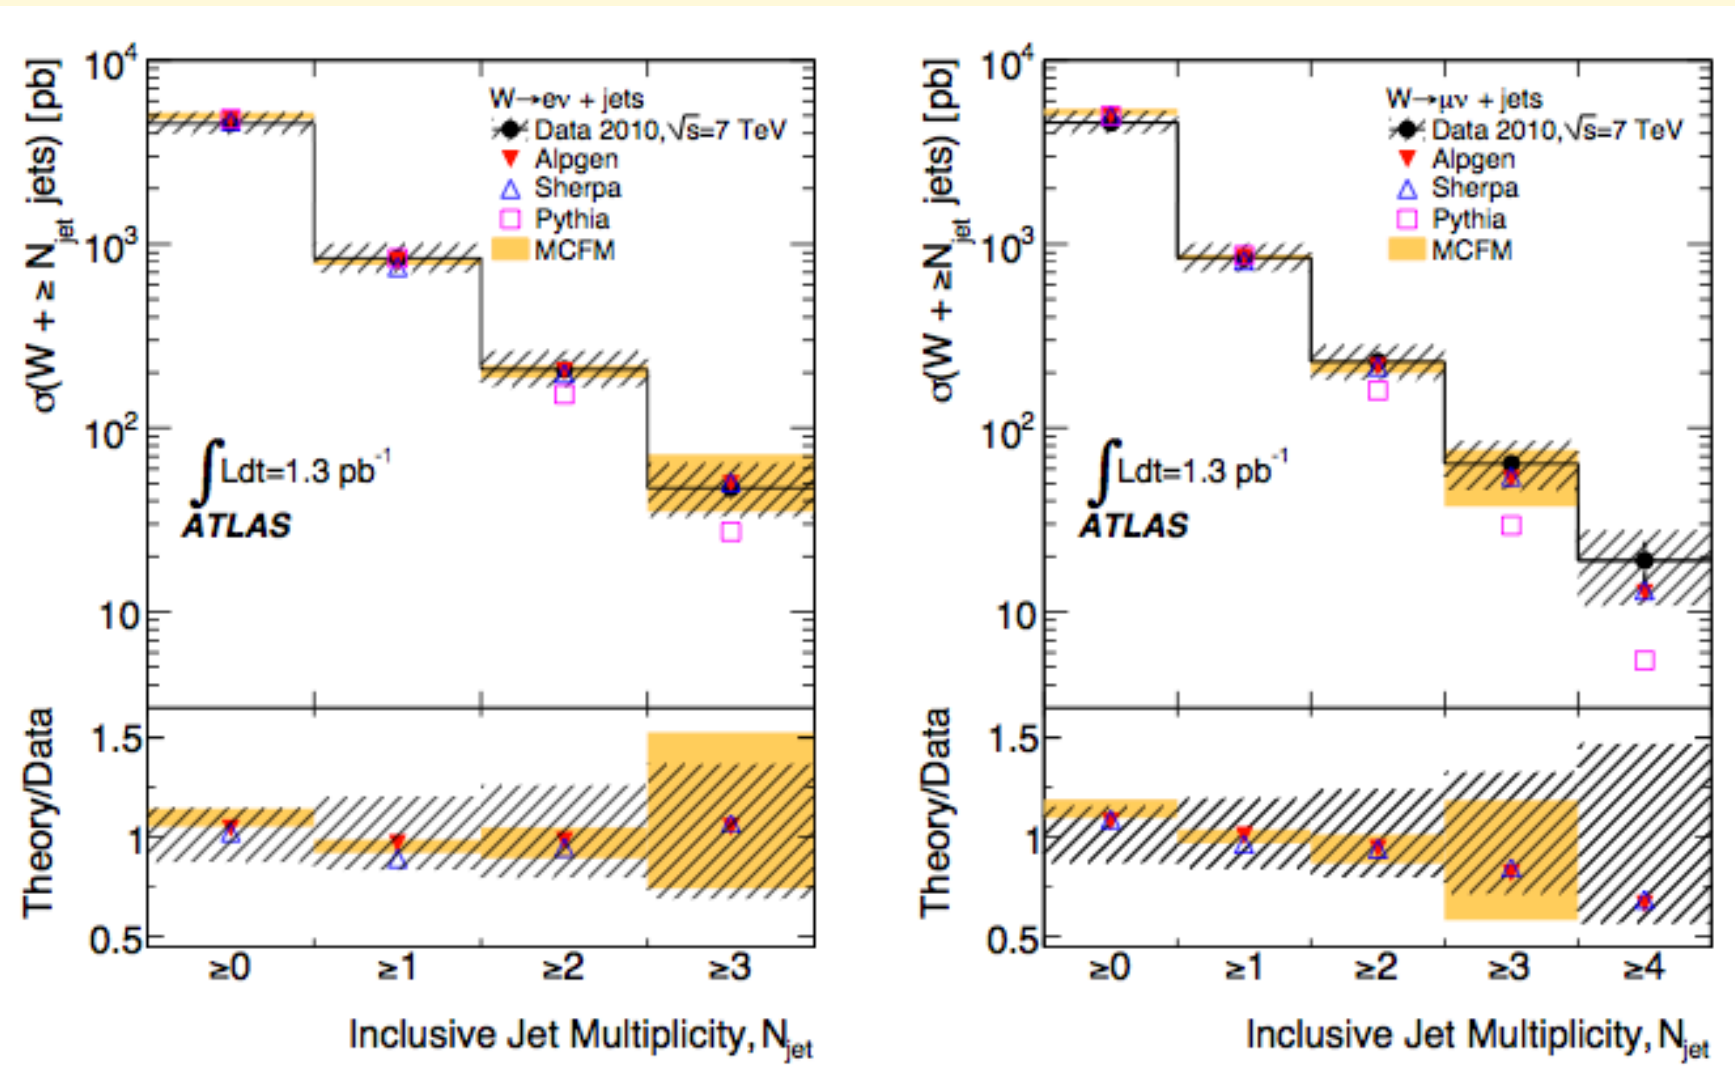 10⁴
10³
10²
10
σ(W + ≥ N_jet jets) [pb]
W→eν + jets
Data 2010, √s=7 TeV
Alpgen
Sherpa
Pythia
MCFM
∫Ldt=1.3 pb⁻¹
ATLAS
Theory/Data
1.5
1
0.5
≥0 ≥1 ≥2 ≥3
Inclusive Jet Multiplicity, N_jet
10⁴
10³
10²
10
σ(W + ≥N_jet jets) [pb]
W→μν + jets
Data 2010, √s=7 TeV
Alpgen
Sherpa
Pythia
MCFM
∫Ldt=1.3 pb⁻¹
ATLAS
Theory/Data
1.5
1
0.5
≥0 ≥1 ≥2 ≥3 ≥4
Inclusive Jet Multiplicity, N_jet